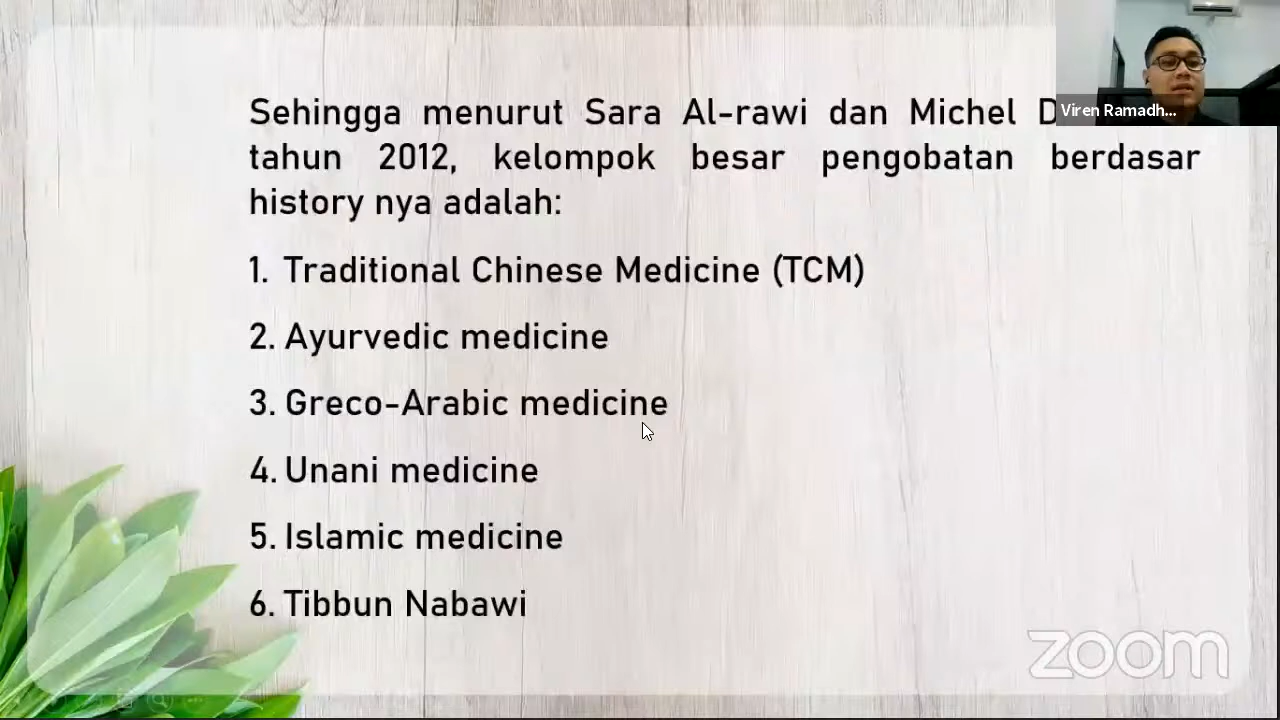 Sehingga menurut Sara Al-rawi dan Michel
tahun 2012, kelompok besar pengobatan berdasar
history nya adalah:
1. Traditional Chinese Medicine (TCM)
2. Ayurvedic medicine
3. Greco-Arabic medicine
4. Unani medicine
5. Islamic medicine
6. Tibbun Nabawi
Viren Ramadh...
zoom